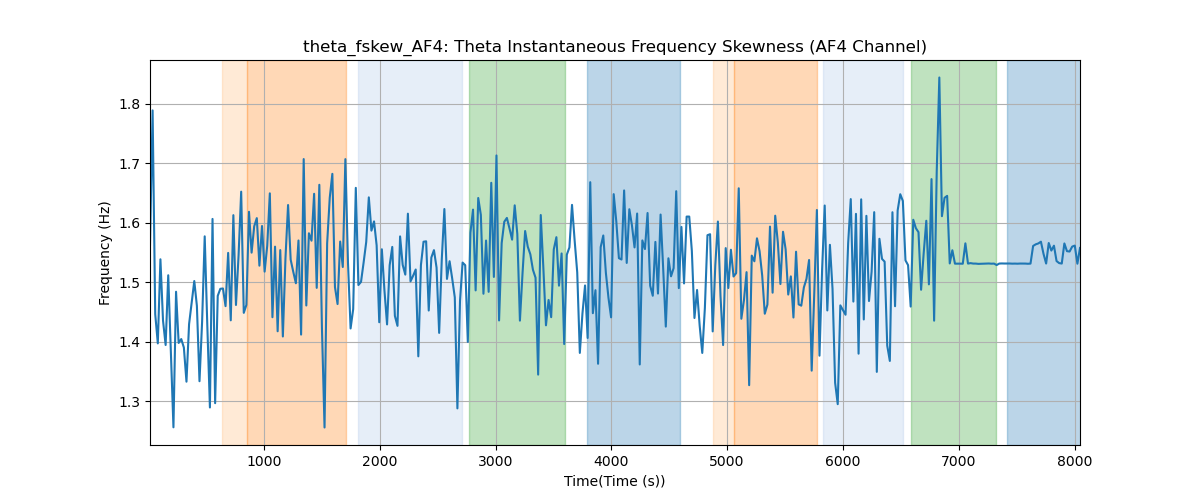 theta_fskew_AF4: Theta Instantaneous Frequency Skewness (AF4 Channel)
Frequency (Hz)
1.8
1.7
1.6
1.5
1.4
1.3
1000 2000 3000 4000 5000 6000 7000 8000
Time(Time (s))